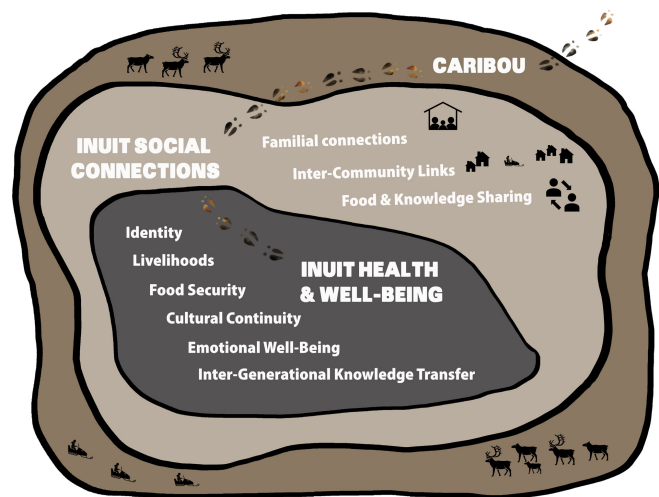 CARIBOU
INUIT SOCIAL
CONNECTIONS
Familial connections
Inter-Community Links
Food & Knowledge Sharing
Identity
Livelihoods
Food Security
Cultural Continuity
Emotional Well-Being
Inter-Generational Knowledge Transfer
INUIT HEALTH
& WELL-BEING